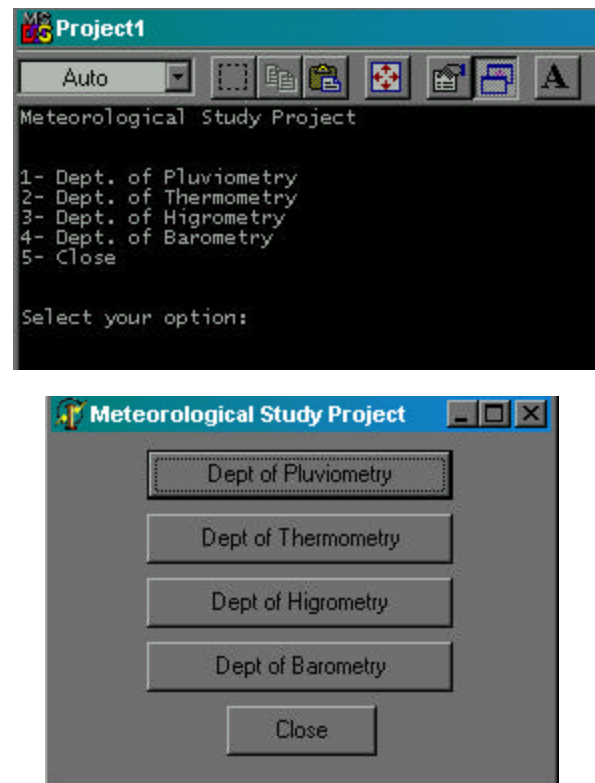 Project1
Auto
A
Meteorological Study Project
1- Dept. of Pluviometry
2- Dept. of Thermometry
3- Dept. of Higrometry
4- Dept. of Barometry
5- Close
Select your option:
Meteorological Study Project
Dept of Pluviometry
Dept of Thermometry
Dept of Higrometry
Dept of Barometry
Close